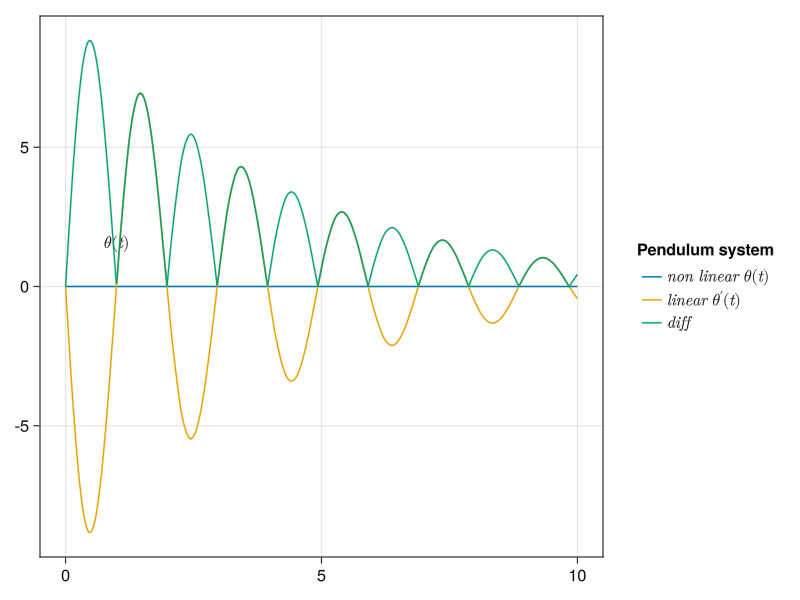 5
θ(t)
0
-5
0 5 10
Pendulum system
non linear θ(t)
linear θ′(t)
diff